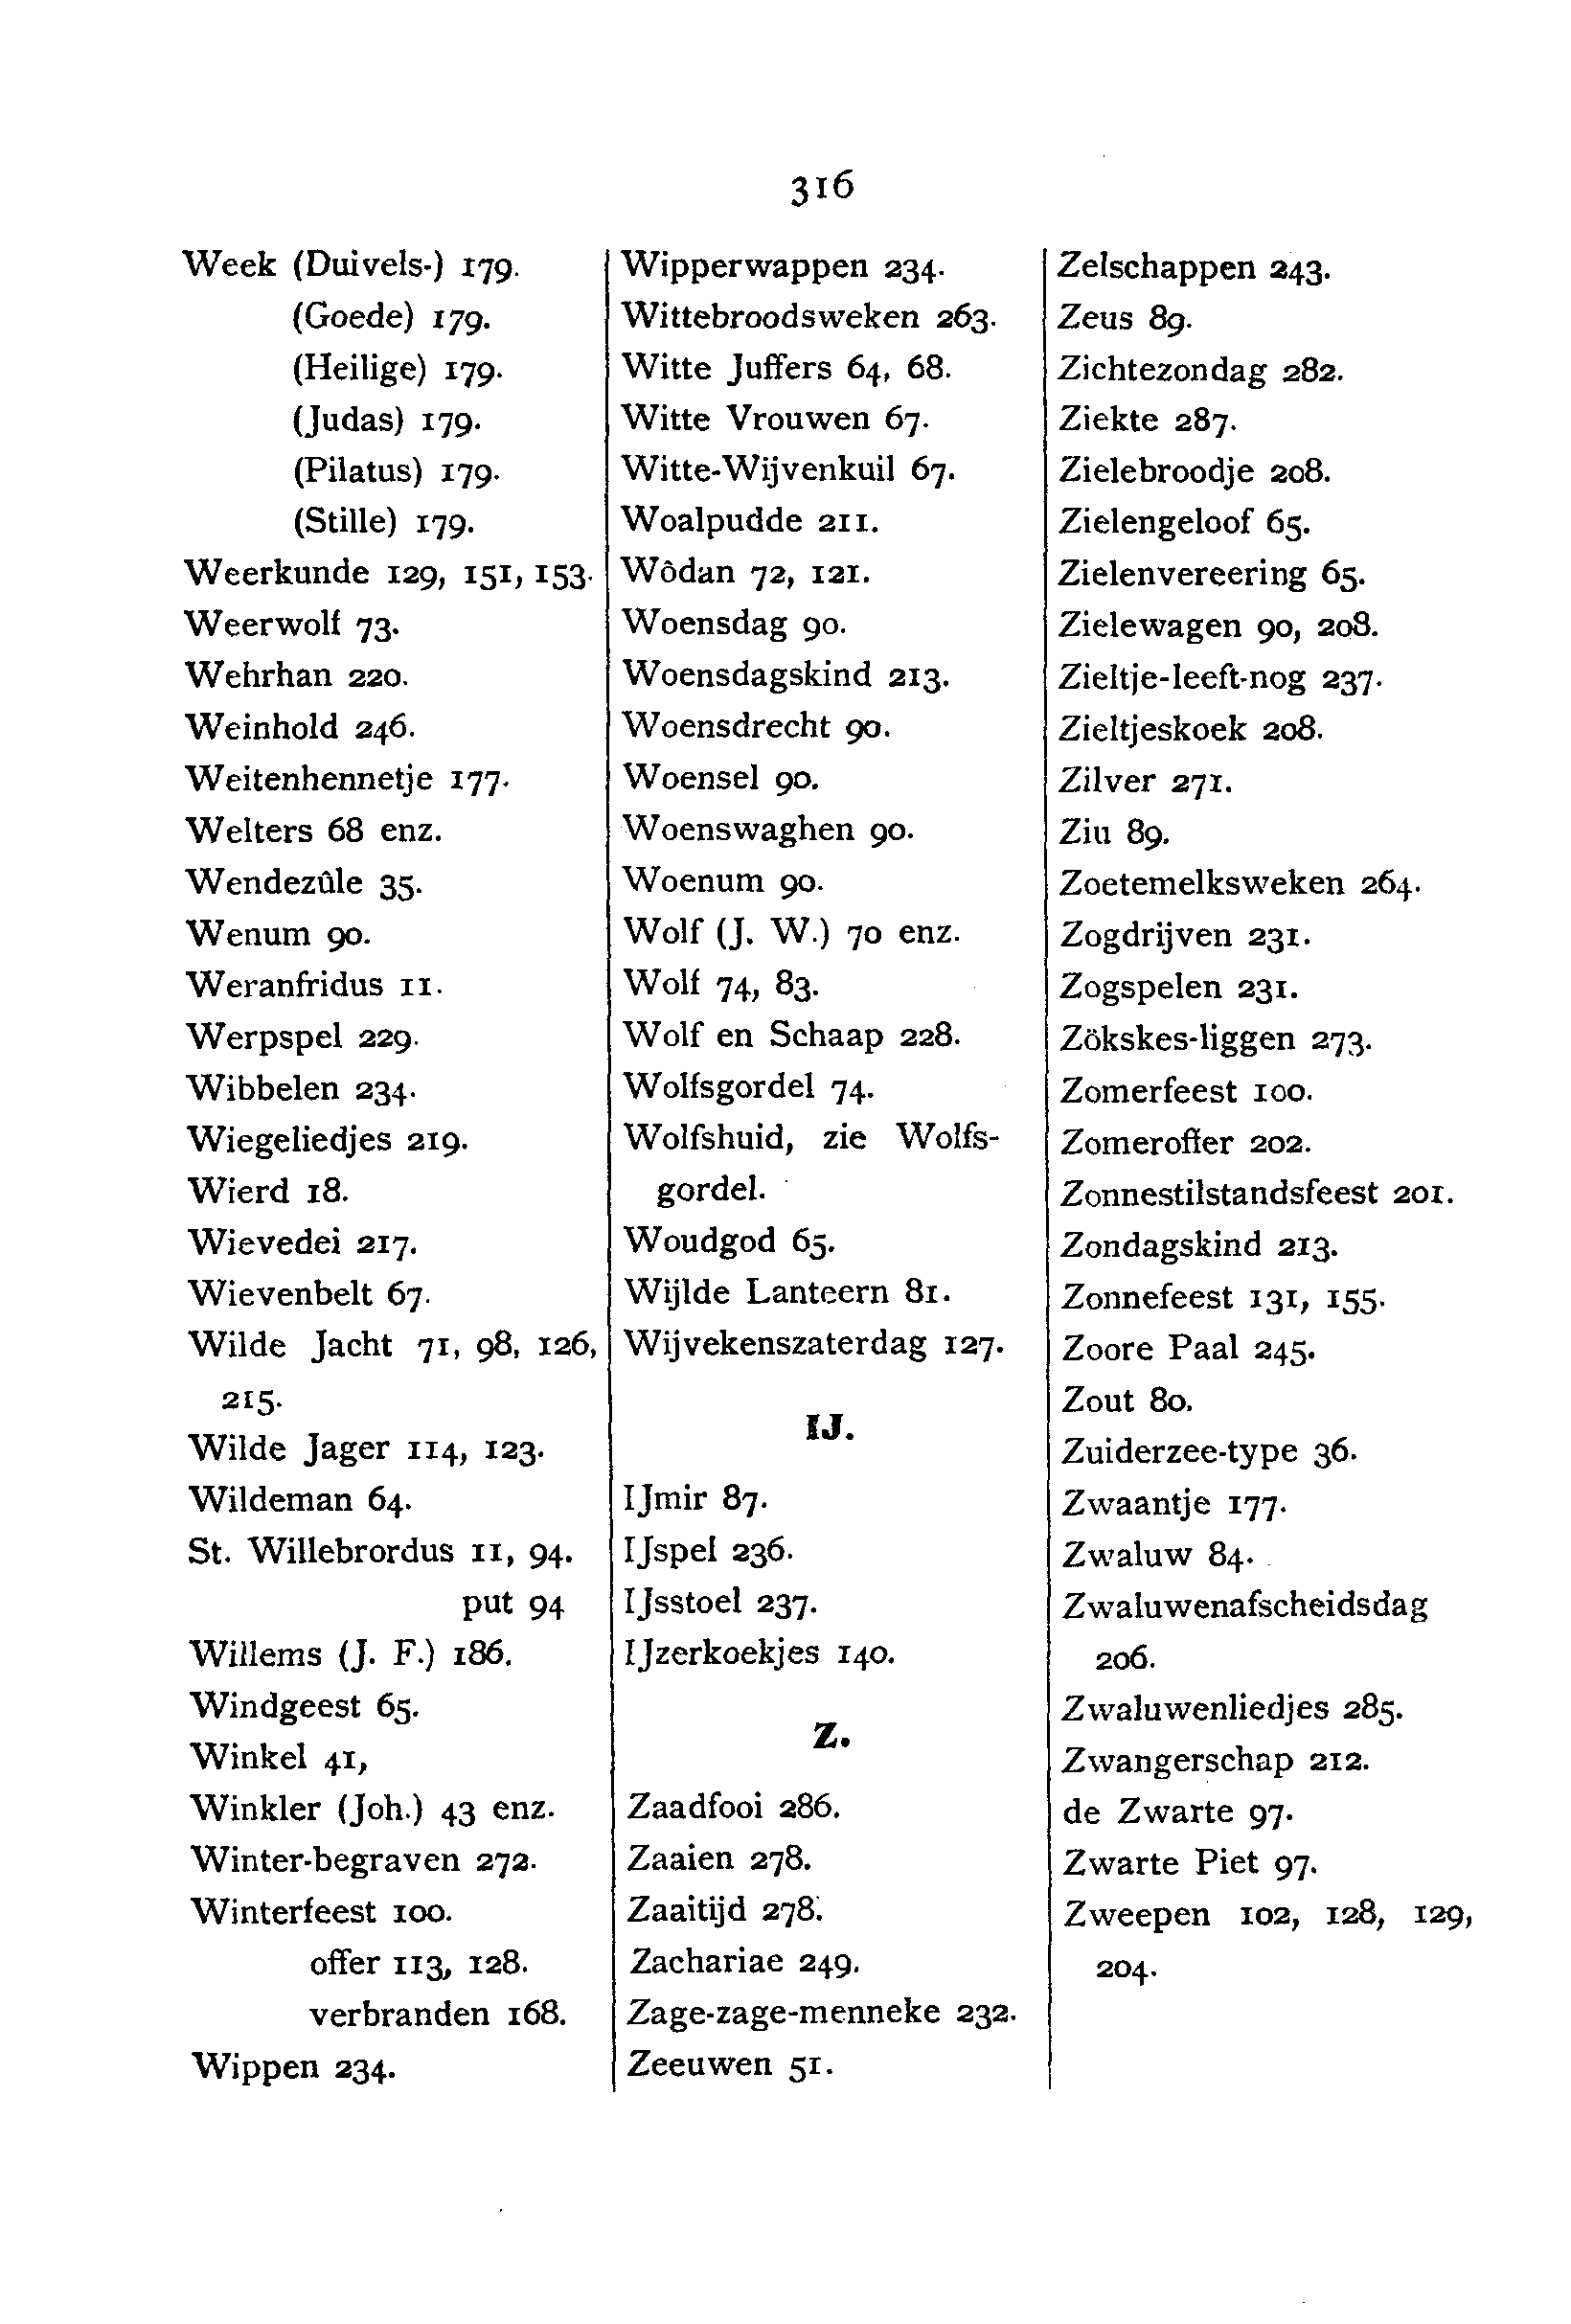 316
Week (Duivels-) 179.
(Goede) 179.
(Heilige) 179.
(Judas) 179.
(Pilatus) 179.
(Stille) 179.
Weerkunde 129, 151, 153.
Weerwolf 73.
Wehrhan 220.
Weinhold 246.
Weitenhennetje 177.
Welters 68 enz.
Wendezûle 35.
Wenum 90.
Weranfridus 11.
Werpspel 229.
Wibbelen 234.
Wiegeliedjes 219.
Wierd 18.
Wievedei 217.
Wievenbelt 67.
Wilde Jacht 71, 98, 126,
215.
Wilde Jager 114, 123.
Wildeman 64.
St. Willebrordus 11, 94.
put 94
Willems (J. F.) 186.
Windgeest 65.
Winkel 41,
Winkler (Joh.) 43 enz.
Winter-begraven 272.
Winterfeest 100.
offer 113, 128.
verbranden 168.
Wippen 234.
Wipperwappen 234.
Wittebroodsweken 263.
Witte Juffers 64, 68.
Witte Vrouwen 67.
Witte-Wijvenkuil 67.
Woalpudde 211.
Wôdan 72, 121.
Woensdag 90.
Woensdagskind 213.
Woensdrecht 90.
Woensel 90.
Woenswaghen 90.
Woenum 90.
Wolf (J. W.) 70 enz.
Wolf 74, 83.
Wolf en Schaap 228.
Wolfsgordel 74.
Wolfshuid, zie Wolfs-
gordel.
Woudgod 65.
Wijlde Lanteern 81.
Wijvekenszaterdag 127.
IJ.
IJmir 87.
IJspel 236.
IJsstoel 237.
IJzerkoekjes 140.
Z.
Zaadfooi 286.
Zaaien 278.
Zaaitijd 278.
Zachariae 249.
Zage-zage-menneke 232.
Zeeuwen 51.
Zelschappen 243.
Zeus 89.
Zichtezondag 282.
Ziekte 287.
Zielebroodje 208.
Zielengeloof 65.
Zielenvereering 65.
Zielewagen 90, 208.
Zieltje-leeft-nog 237.
Zieltjeskoek 208.
Zilver 271.
Ziu 89.
Zoetemelksweken 264.
Zogdrijven 231.
Zogspelen 231.
Zökskes-liggen 273.
Zomerfeest 100.
Zomeroffer 202.
Zonnestilstandsfeest 201.
Zondagskind 213.
Zonnefeest 131, 155.
Zoore Paal 245.
Zout 80.
Zuiderzee-type 36.
Zwaantje 177.
Zwaluw 84.
Zwaluwenafscheidsdag
206.
Zwaluwenliedjes 285.
Zwangerschap 212.
de Zwarte 97.
Zwarte Piet 97.
Zweepen 102, 128, 129,
204.